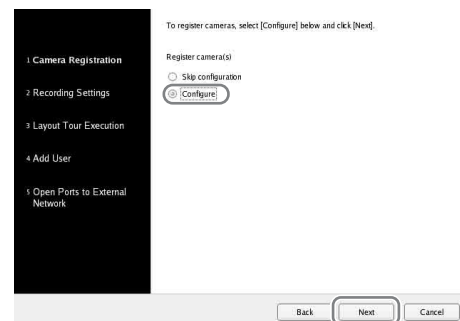 To register cameras, select [Configure] below and click [Next].
1 Camera Registration
2 Recording Settings
3 Layout Tour Execution
4 Add User
5 Open Ports to External
Network
Register camera(s)
Skip configuration
Configure
Back Next Cancel